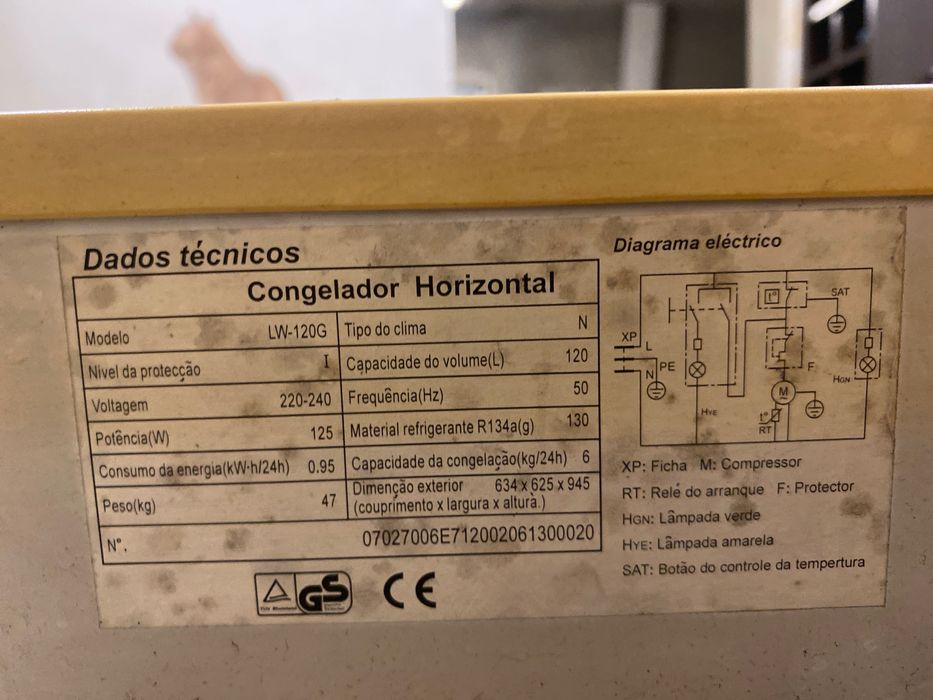 Dados técnicos
Congelador Horizontal
Modelo LW-120G Tipo do clima N
Nivel da protecção I Capacidade do volume(L) 120
Voltagem 220-240 Frequência(Hz) 50
Potência(W) 125 Material refrigerante R134a(g) 130
Consumo da energia(kW·h/24h) 0.95 Capacidade da congelação(kg/24h) 6
Peso(kg) 47 Dimenção exterior 634 x 625 x 945
(couprimento x largura x altura.)
N°. 07027006E712002061300020
GS CE
Diagrama eléctrico
t° SAT
XP L
PE
N
F
HGN
M
HYE
t°
RT
XP: Ficha M: Compressor
RT: Relé do arranque F: Protector
HGN: Lâmpada verde
HYE: Lâmpada amarela
SAT: Botão do controle da tempertura